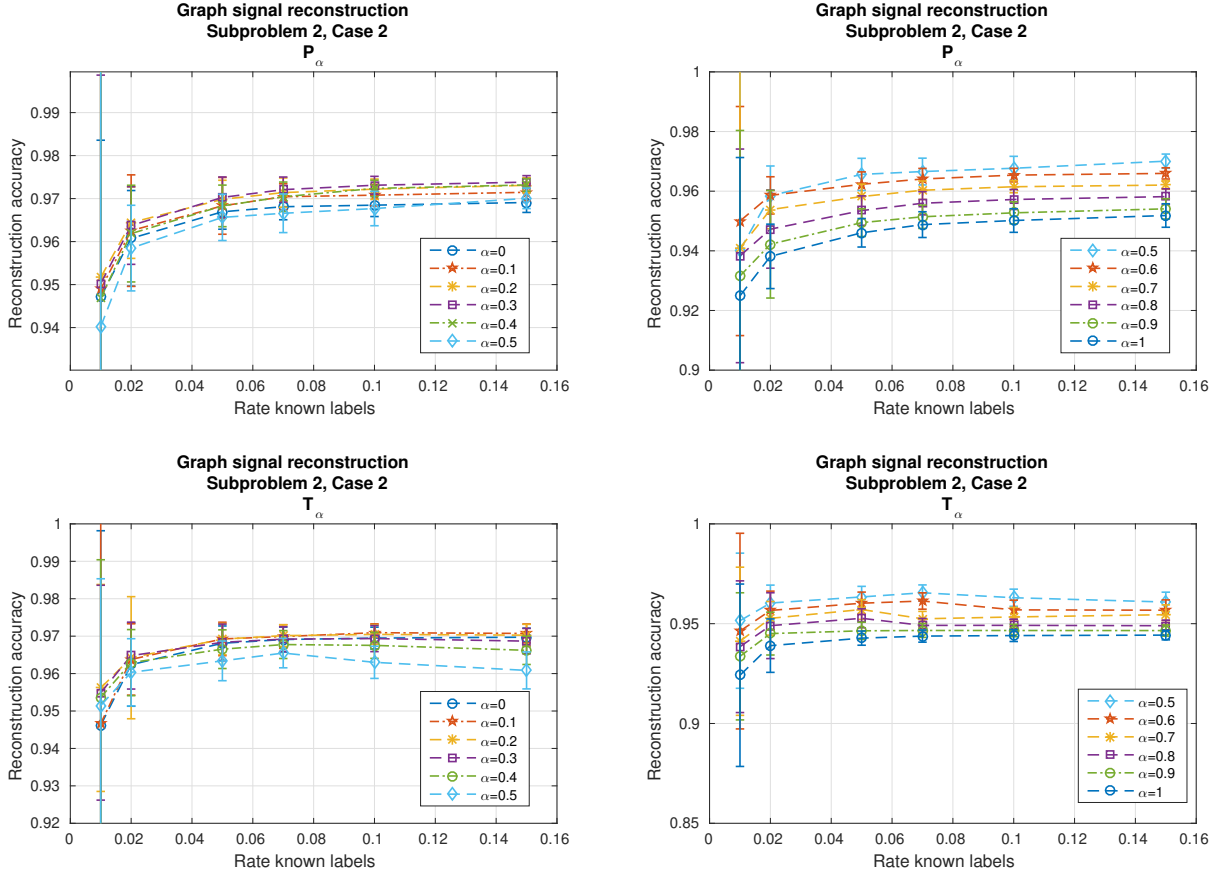 Graph signal reconstruction
Subproblem 2, Case 2
P α
Reconstruction accuracy
0.99
0.98
0.97
0.96
0.95
0.94
0 0.02 0.04 0.06 0.08 0.1 0.12 0.14 0.16
Rate known labels
α=0
α=0.1
α=0.2
α=0.3
α=0.4
α=0.5
Graph signal reconstruction
Subproblem 2, Case 2
P α
Reconstruction accuracy
1
0.98
0.96
0.94
0.92
0.9
0 0.02 0.04 0.06 0.08 0.1 0.12 0.14 0.16
Rate known labels
α=0.5
α=0.6
α=0.7
α=0.8
α=0.9
α=1
Graph signal reconstruction
Subproblem 2, Case 2
T α
Reconstruction accuracy
1
0.99
0.98
0.97
0.96
0.95
0.94
0.93
0.92
0 0.02 0.04 0.06 0.08 0.1 0.12 0.14 0.16
Rate known labels
α=0
α=0.1
α=0.2
α=0.3
α=0.4
α=0.5
Graph signal reconstruction
Subproblem 2, Case 2
T α
Reconstruction accuracy
1
0.95
0.9
0.85
0 0.02 0.04 0.06 0.08 0.1 0.12 0.14 0.16
Rate known labels
α=0.5
α=0.6
α=0.7
α=0.8
α=0.9
α=1